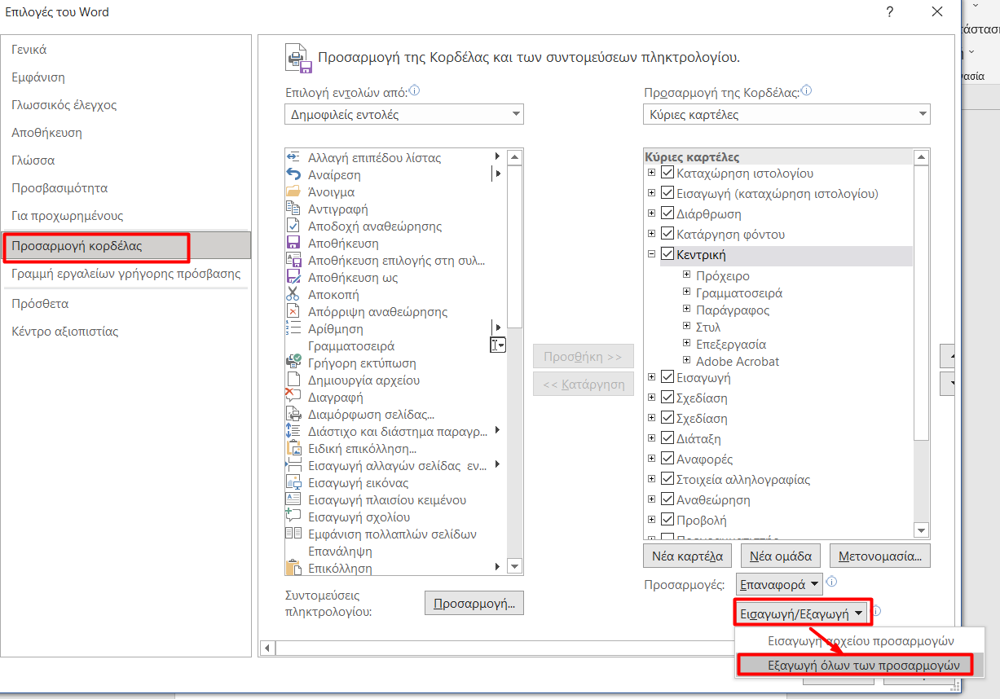 Επιλογές του Word
?
Γενικά
Εμφάνιση
Γλωσσικός έλεγχος
Αποθήκευση
Γλώσσα
Προσβασιμότητα
Για προχωρημένους
Προσαρμογή κορδέλας
Γραμμή εργαλείων γρήγορης πρόσβασης
Πρόσθετα
Κέντρο αξιοπιστίας
Προσαρμογή της Κορδέλας και των συντομεύσεων πληκτρολογίου.
Επιλογή εντολών από:
Δημοφιλείς εντολές
Αλλαγή επιπέδου λίστας
Αναίρεση
Άνοιγμα
Αντιγραφή
Αποδοχή αναθεώρησης
Αποθήκευση
Αποθήκευση επιλογής στη συλ...
Αποθήκευση ως
Αποκοπή
Απόρριψη αναθεώρησης
Αρίθμηση
Γραμματοσειρά
Γρήγορη εκτύπωση
Δημιουργία αρχείου
Διαγραφή
Διαμόρφωση σελίδας...
Διάστιχο και διάστημα παραγρ...
Ειδική επικόλληση...
Εισαγωγή αλλαγών σελίδας εν...
Εισαγωγή εικόνας
Εισαγωγή πλαισίου κειμένου
Εισαγωγή σχολίου
Εμφάνιση πολλαπλών σελίδων
Επανάληψη
Επικόλληση
Συντομεύσεις
πληκτρολογίου:
Προσαρμογή...
Προσθήκη >>
<< Κατάργηση
Προσαρμογή της Κορδέλας:
Κύριες καρτέλες
Κύριες καρτέλες
Καταχώρηση ιστολογίου
Εισαγωγή (καταχώρηση ιστολογίου)
Διάρθρωση
Κατάργηση φόντου
Κεντρική
Πρόχειρο
Γραμματοσειρά
Παράγραφος
Στυλ
Επεξεργασία
Adobe Acrobat
Εισαγωγή
Σχεδίαση
Σχεδίαση
Διάταξη
Αναφορές
Στοιχεία αλληλογραφίας
Αναθεώρηση
Προβολή
Νέα καρτέλα
Νέα ομάδα
Μετονομασία...
Προσαρμογές:
Επαναφορά
Εισαγωγή/Εξαγωγή
Εισαγωγή αρχείου προσαρμογών
Εξαγωγή όλων των προσαρμογών